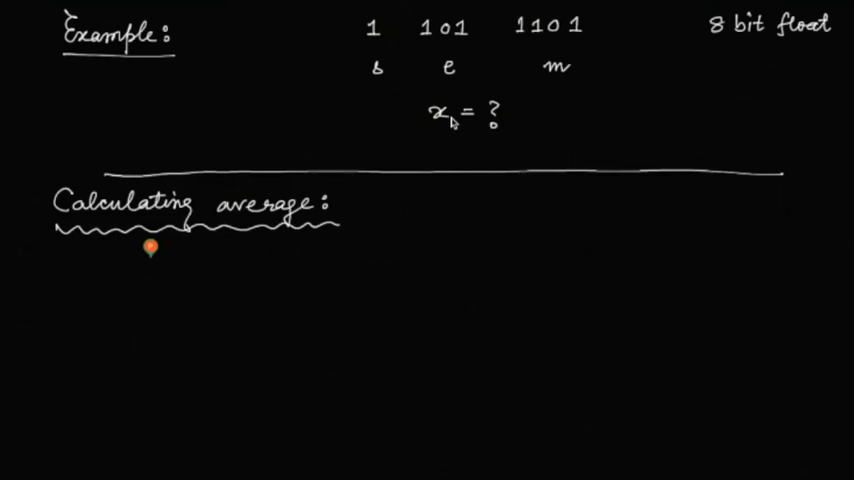 Example: 1 101 1101 8 bit float
s e m
x = ?
Calculating average: